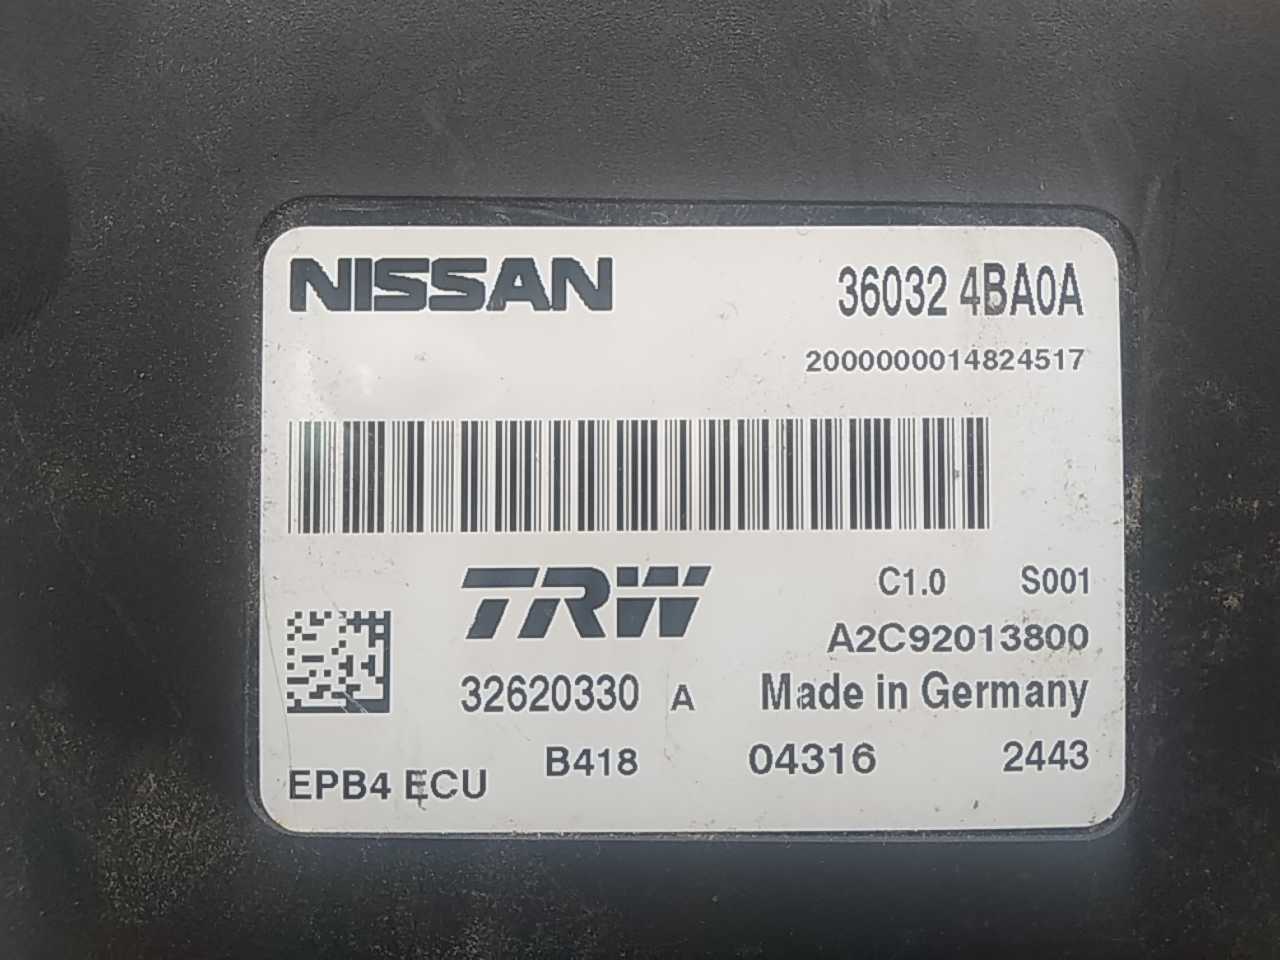 NISSAN
36032 4BA0A
2000000014824517
TRW
C1.0 S001
A2C92013800
32620330 A
Made in Germany
B418 04316 2443
EPB4 ECU